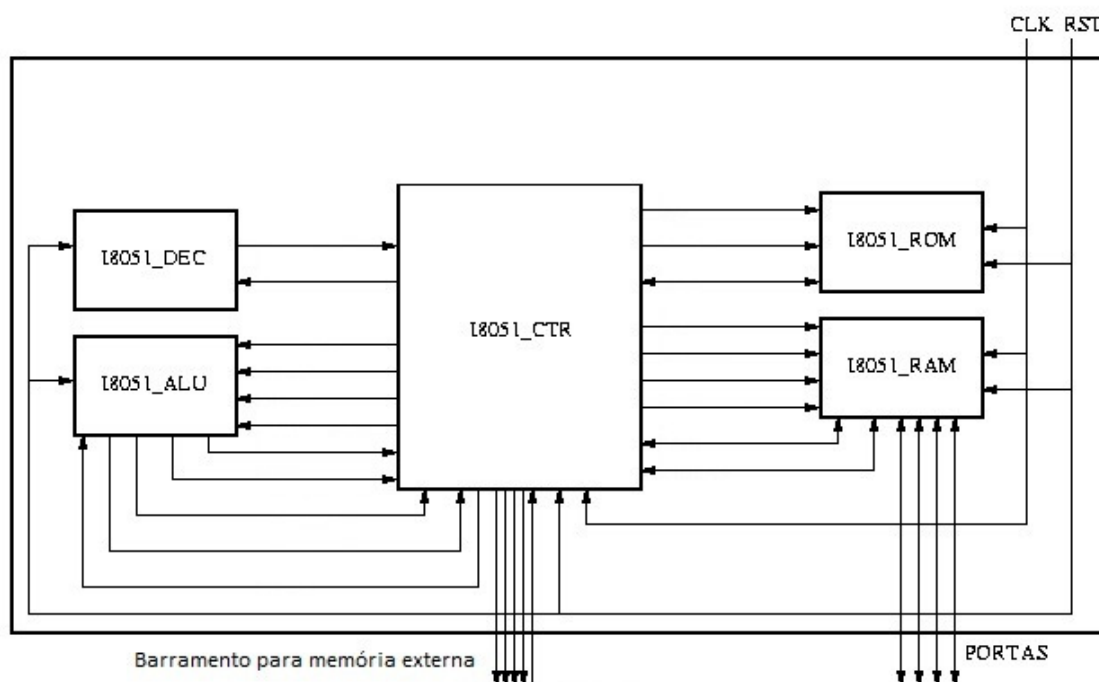 CLK RST
I8051_DEC
I8051_ROM
I8051_CTR
I8051_ALU
I8051_RAM
Barramento para memória externa
PORTAS